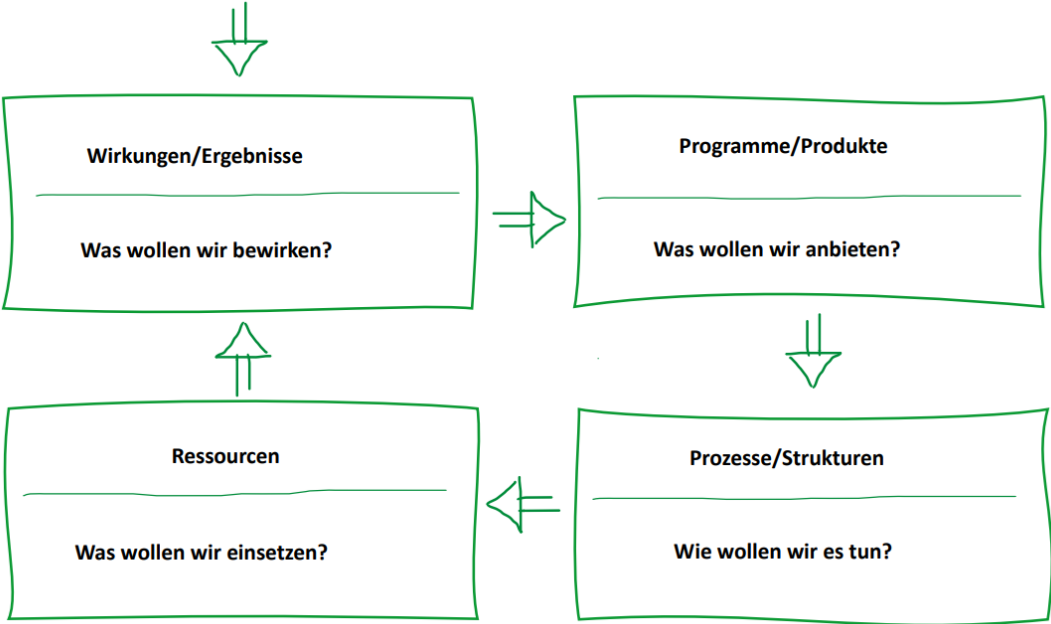 Wirkungen/Ergebnisse
Was wollen wir bewirken?
Programme/Produkte
Was wollen wir anbieten?
Ressourcen
Was wollen wir einsetzen?
Prozesse/Strukturen
Wie wollen wir es tun?